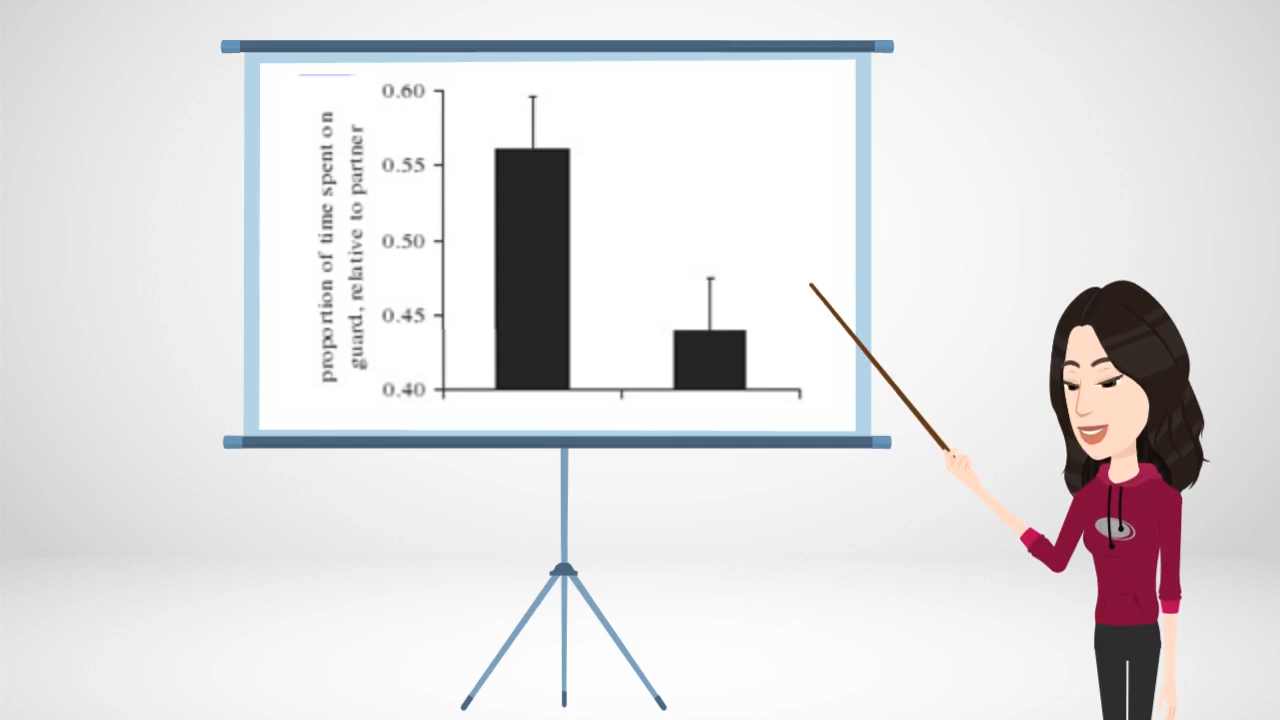 proportion of time spent on
guard, relative to partner
0.60
0.55
0.50
0.45
0.40